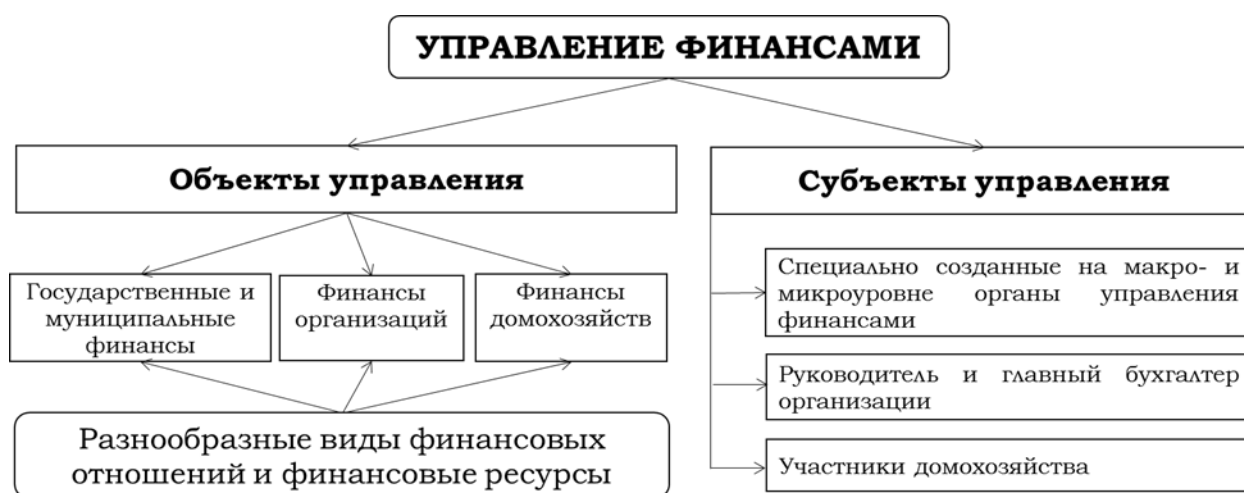 УПРАВЛЕНИЕ ФИНАНСАМИ
Объекты управления
Субъекты управления
Государственные и
муниципальные
финансы
Финансы
организаций
Финансы
домохозяйств
Разнообразные виды финансовых
отношений и финансовые ресурсы
Специально созданные на макро- и
микроуровне органы управления
финансами
Руководитель и главный бухгалтер
организации
Участники домохозяйства